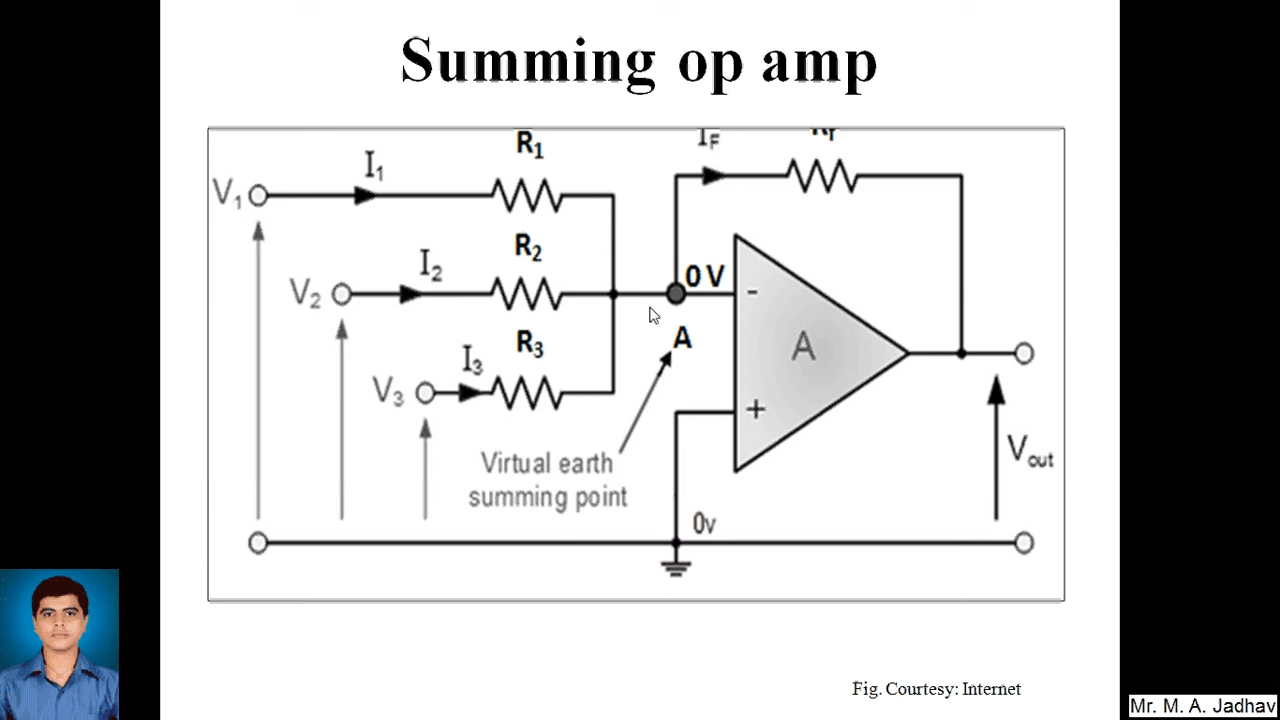 Summing op amp
R1
IF
Rf
I1
V1
R2
I2
0 V
V2
-
R3
A
A
I3
V3
+
Virtual earth
summing point
Vout
0v
Fig. Courtesy: Internet
Mr. M. A. Jadhav